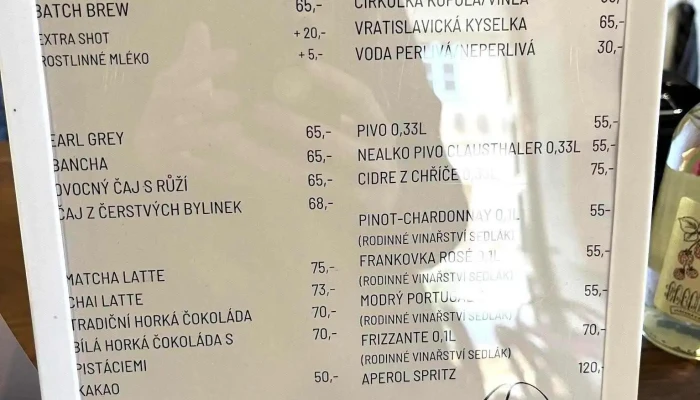 BATCH BREW 65,-
EXTRA SHOT + 20,-
ROSTLINNÉ MLÉKO + 5,-
EARL GREY 65,-
BANCHA 65,-
OVOCNÝ ČAJ S RŮŽÍ 65,-
ČAJ Z ČERSTVÝCH BYLINEK 68,-
MATCHA LATTE 75,-
CHAI LATTE 73,-
TRADIČNÍ HORKÁ ČOKOLÁDA 70,-
BÍLÁ HORKÁ ČOKOLÁDA S 70,-
PISTÁCIEMI
KAKAO 50,-
VRATISLAVICKÁ KYSELKA 65,-
VODA PERLIVÁ/NEPERLIVÁ 30,-
PIVO 0,33L 55,-
NEALKO PIVO CLAUSTHALER 0,33L 55,-
CIDRE Z CHŘÍČE 75,-
PINOT-CHARDONNAY 0,1L 55-
(RODINNÉ VINAŘSTVÍ SEDLÁK)
FRANKOVKA ROSÉ 0,1L 55,-
(RODINNÉ VINAŘSTVÍ SEDLÁK)
MODRÝ 55,-
(RODINNÉ VINAŘSTVÍ SEDLÁK)
FRIZZANTE 0,1L 70,-
(RODINNÉ VINAŘSTVÍ SEDLÁK)
APEROL SPRITZ 120,-